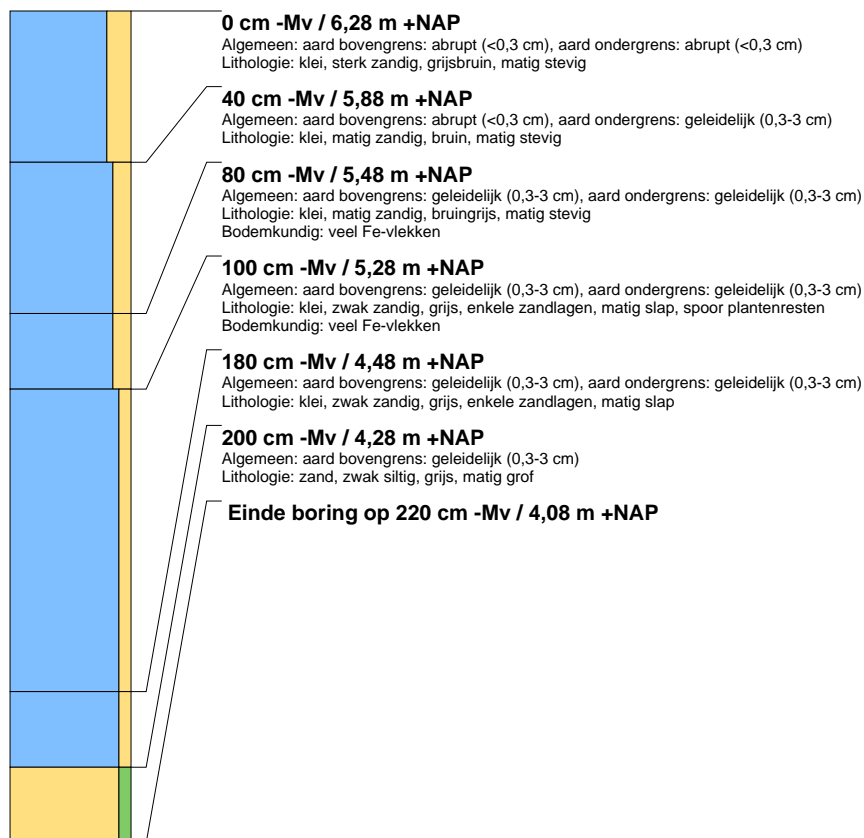 0 cm -Mv / 6,28 m +NAP
Algemeen: aard bovengrens: abrupt (<0,3 cm), aard ondergrens: abrupt (<0,3 cm)
Lithologie: klei, sterk zandig, grijsbruin, matig stevig
40 cm -Mv / 5,88 m +NAP
Algemeen: aard bovengrens: abrupt (<0,3 cm), aard ondergrens: geleidelijk (0,3-3 cm)
Lithologie: klei, matig zandig, bruin, matig stevig
80 cm -Mv / 5,48 m +NAP
Algemeen: aard bovengrens: geleidelijk (0,3-3 cm), aard ondergrens: geleidelijk (0,3-3 cm)
Lithologie: klei, matig zandig, bruingrijs, matig stevig
Bodemkundig: veel Fe-vlekken
100 cm -Mv / 5,28 m +NAP
Algemeen: aard bovengrens: geleidelijk (0,3-3 cm), aard ondergrens: geleidelijk (0,3-3 cm)
Lithologie: klei, zwak zandig, grijs, enkele zandlagen, matig slap, spoor plantenresten
Bodemkundig: veel Fe-vlekken
180 cm -Mv / 4,48 m +NAP
Algemeen: aard bovengrens: geleidelijk (0,3-3 cm), aard ondergrens: geleidelijk (0,3-3 cm)
Lithologie: klei, zwak zandig, grijs, enkele zandlagen, matig slap
200 cm -Mv / 4,28 m +NAP
Algemeen: aard bovengrens: geleidelijk (0,3-3 cm)
Lithologie: zand, zwak siltig, grijs, matig grof
Einde boring op 220 cm -Mv / 4,08 m +NAP